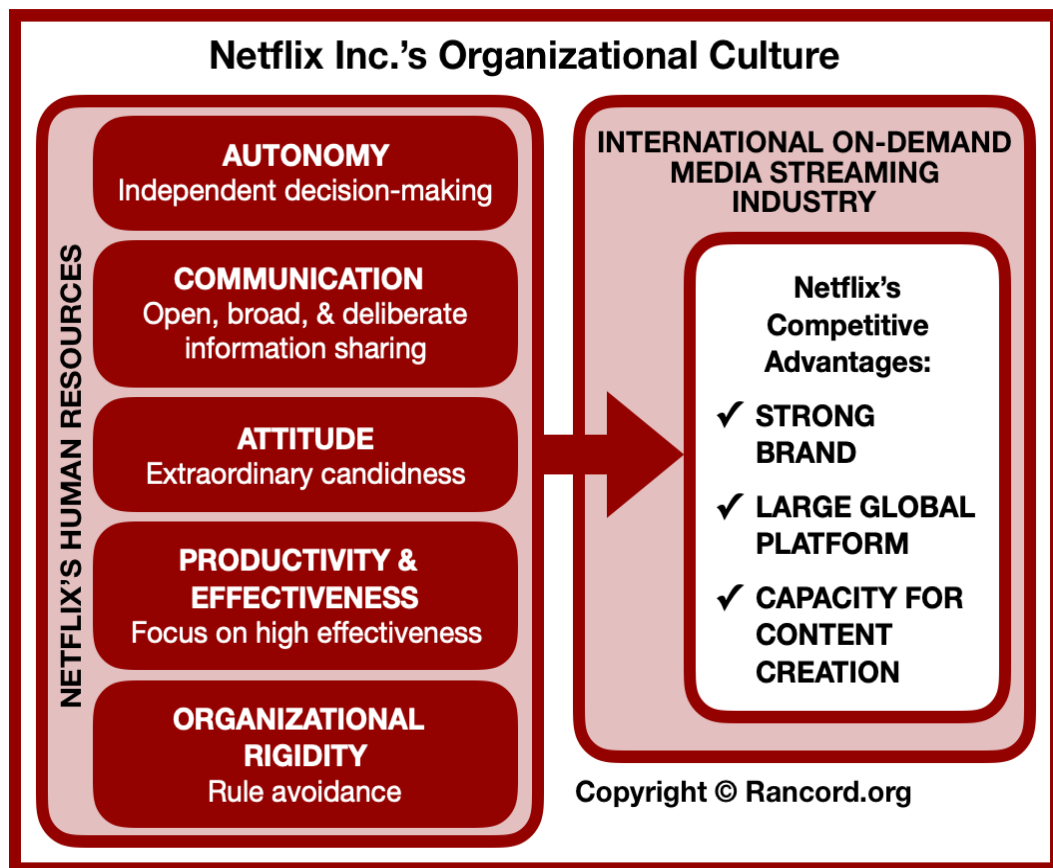 Netflix Inc.’s Organizational Culture
NETFLIX’S HUMAN RESOURCES
AUTONOMY
Independent decision-making
COMMUNICATION
Open, broad, & deliberate
information sharing
ATTITUDE
Extraordinary candidness
PRODUCTIVITY &
EFFECTIVENESS
Focus on high effectiveness
ORGANIZATIONAL
RIGIDITY
Rule avoidance
INTERNATIONAL ON-DEMAND
MEDIA STREAMING
INDUSTRY
Netflix’s
Competitive
Advantages:
✓ STRONG
BRAND
✓ LARGE GLOBAL
PLATFORM
✓ CAPACITY FOR
CONTENT
CREATION
Copyright © Rancord.org